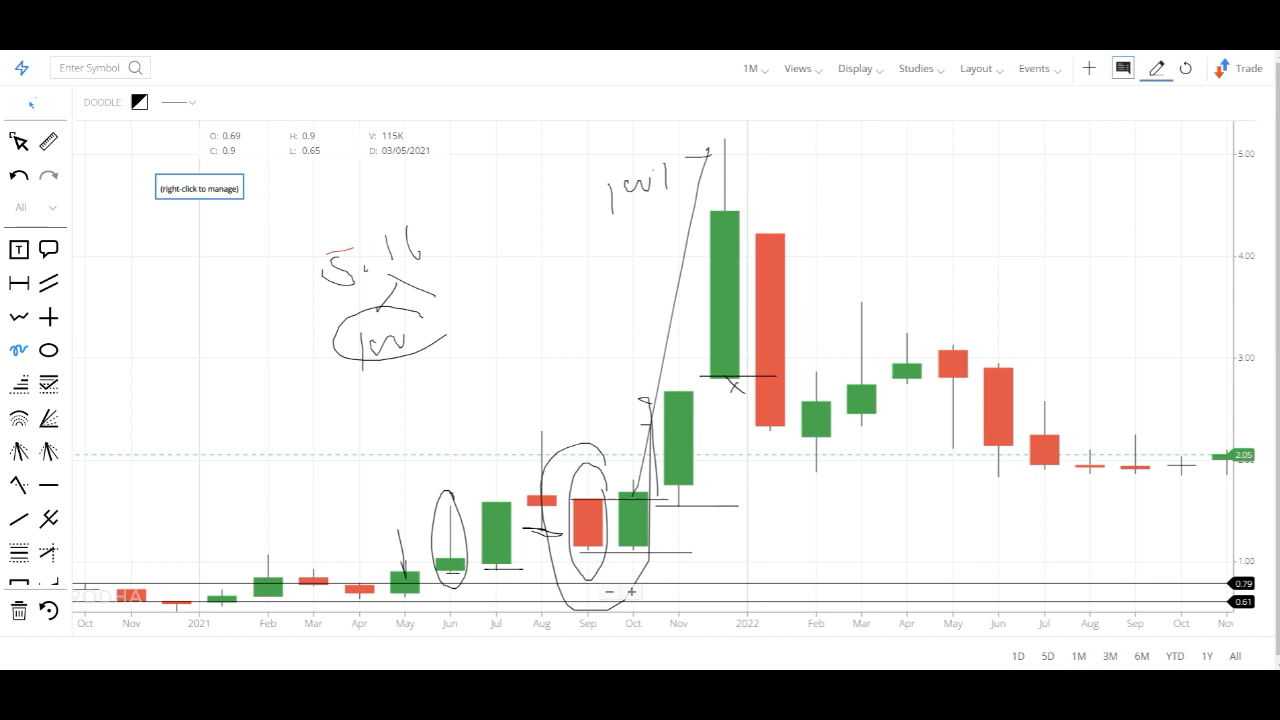 Enter Symbol
1M Views Display Studies Layout Events + Trade
DOODLE:
O: 0.69 H: 0.9 V: 115K
C: 0.9 L: 0.65 D: 03/05/2021
(right-click to manage)
All
T
5.16
5.00
4.00
3.00
2.05
1.00
0.79
0.61
Oct Nov 2021 Feb Mar Apr May Jun Jul Aug Sep Oct Nov 2022 Feb Mar Apr May Jun Jul Aug Sep Oct Nov
1D 5D 1M 3M 6M YTD 1Y All